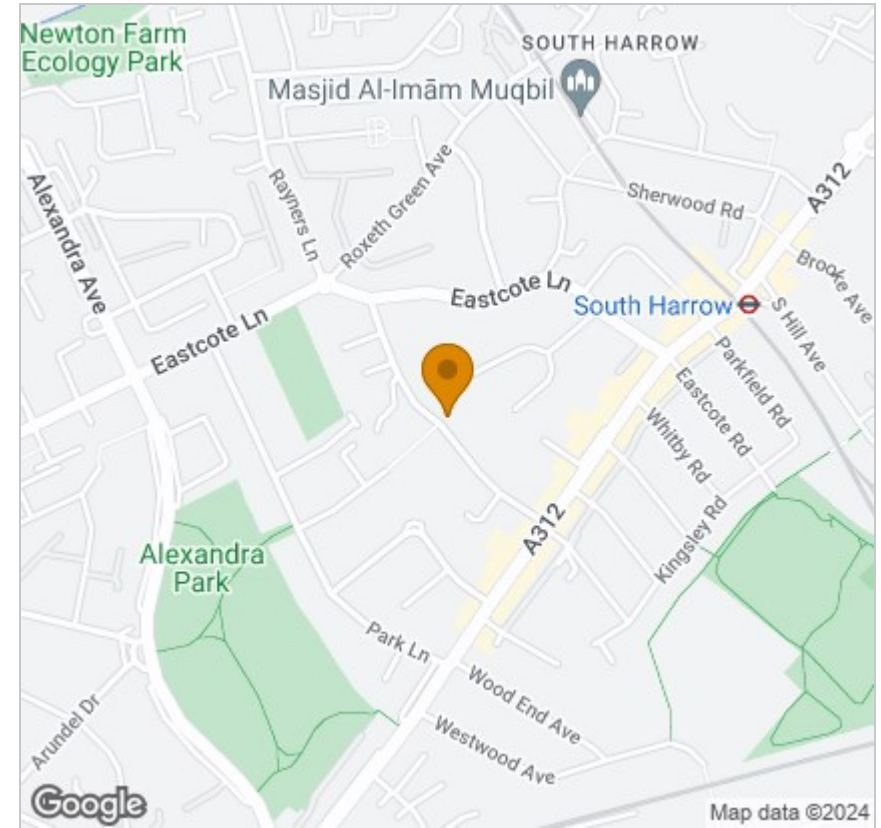 Newton Farm
Ecology Park
SOUTH HARROW
Masjid Al-Imām Muqbil
Alexandra Ave
Rayners Ln
Roxeth Green Ave
Sherwood Rd
A312
Brooke Ave
Eastcote Ln
South Harrow
S Hill Ave
Eastcote Ln
Parkfield Rd
Eastcote Rd
Whitby Rd
Kingsley Rd
A312
Alexandra
Park
Park Ln
Wood End Ave
Westwood Ave
Arundel Dr
Google
Map data ©2024